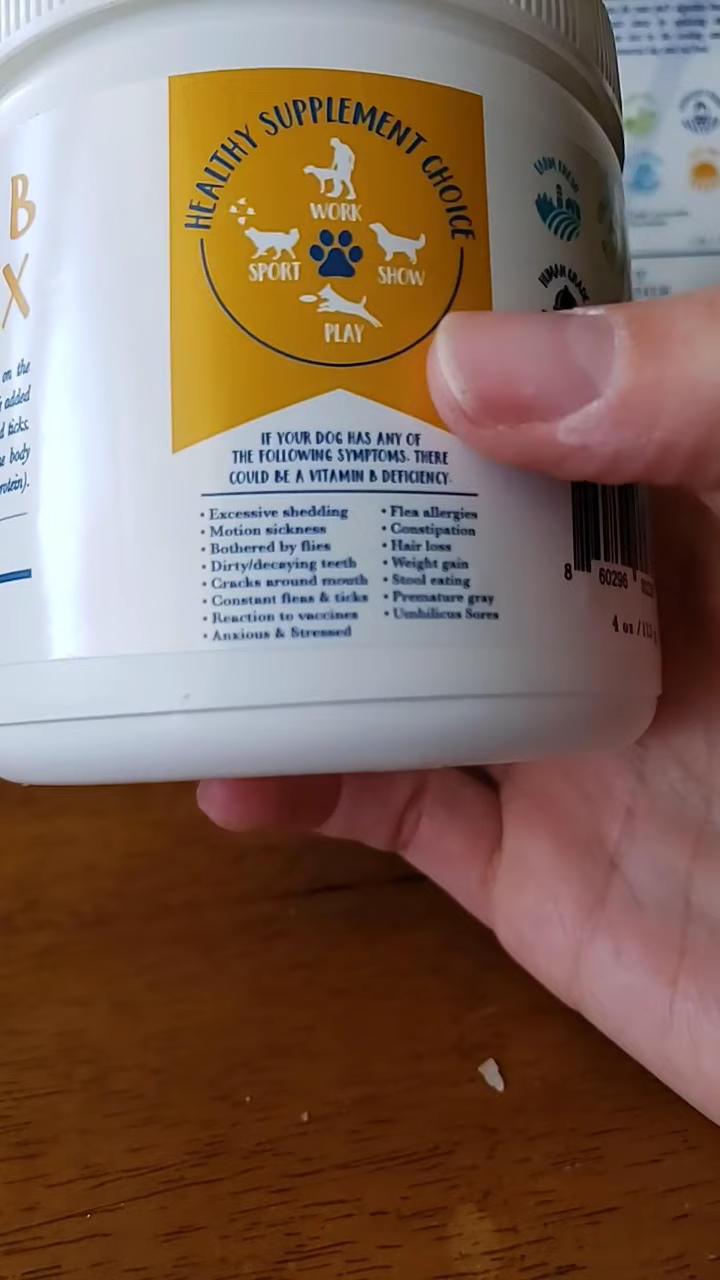 HEALTHY SUPPLEMENT CHOICE
WORK
SPORT
SHOW
PLAY
IF YOUR DOG HAS ANY OF
THE FOLLOWING SYMPTOMS. THERE
COULD BE A VITAMIN B DEFICIENCY.
• Excessive shedding
• Motion sickness
• Bothered by flies
• Dirty/decaying teeth
• Cracks around mouth
• Constant fleas & ticks
• Reaction to vaccines
• Anxious & Stressed
• Flea allergies
• Constipation
• Hair loss
• Weight gain
• Stool eating
• Premature gray
• Umbilicus Sores
B
X
on the
added
d ticks.
e body
rotein).
HUMAN GRADE
8 60296
4 oz /